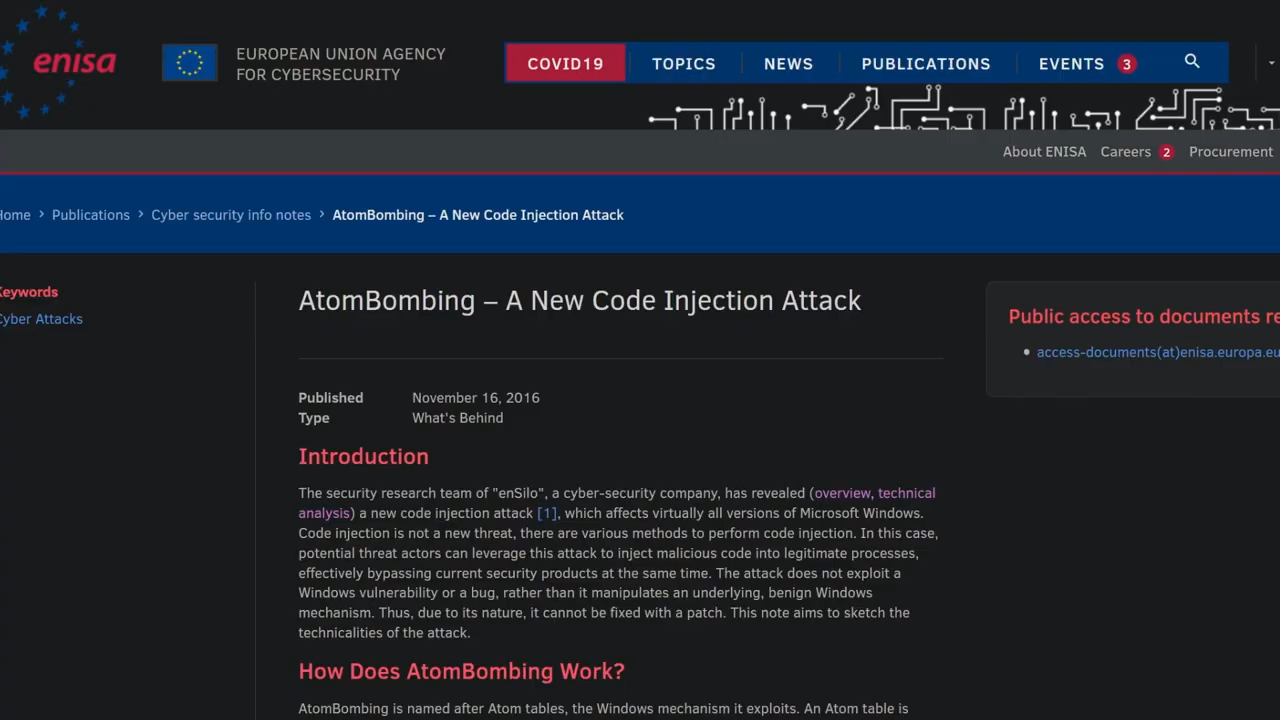 enisa
EUROPEAN UNION AGENCY
FOR CYBERSECURITY
COVID19 TOPICS NEWS PUBLICATIONS EVENTS 3
About ENISA Careers 2 Procurement
Home > Publications > Cyber security info notes > AtomBombing – A New Code Injection Attack
Keywords
Cyber Attacks
AtomBombing – A New Code Injection Attack
Published November 16, 2016
Type What's Behind
Introduction
The security research team of "enSilo", a cyber-security company, has revealed (overview, technical
analysis) a new code injection attack [1], which affects virtually all versions of Microsoft Windows.
Code injection is not a new threat, there are various methods to perform code injection. In this case,
potential threat actors can leverage this attack to inject malicious code into legitimate processes,
effectively bypassing current security products at the same time. The attack does not exploit a
Windows vulnerability or a bug, rather than it manipulates an underlying, benign Windows
mechanism. Thus, due to its nature, it cannot be fixed with a patch. This note aims to sketch the
technicalities of the attack.
How Does AtomBombing Work?
AtomBombing is named after Atom tables, the Windows mechanism it exploits. An Atom table is
Public access to documents re
access-documents(at)enisa.europa.eu